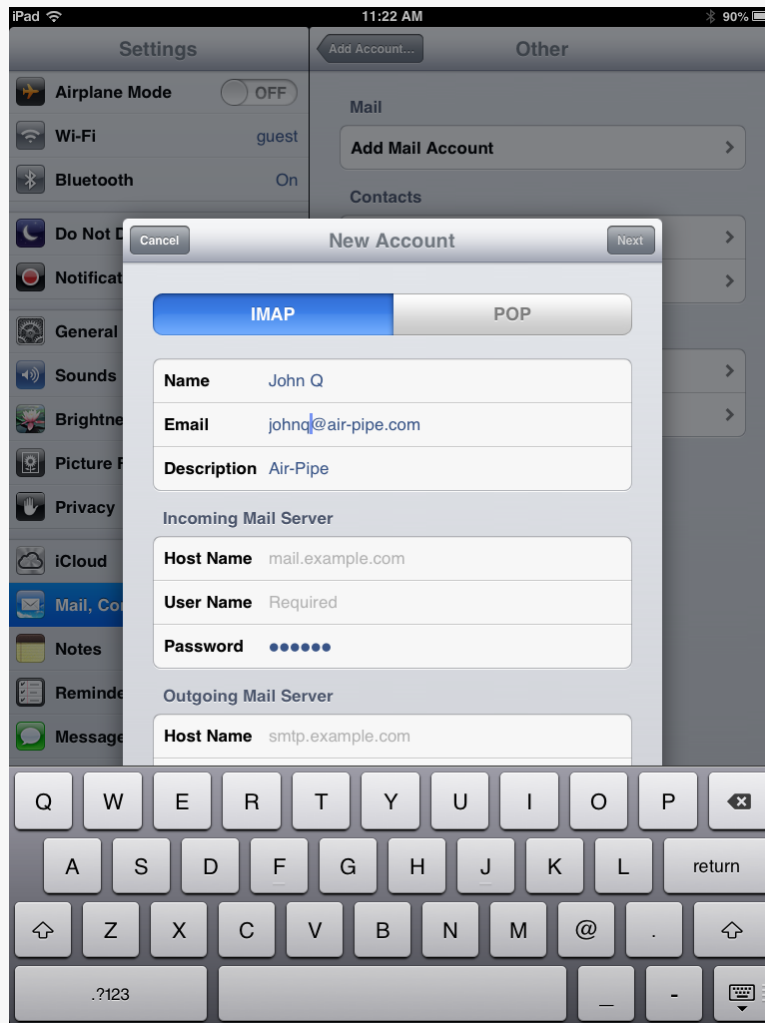 iPad 11:22 AM 90%
Settings
Add Account... Other
Airplane Mode OFF
Mail
Wi-Fi guest
Add Mail Account
Bluetooth On
Contacts
Do Not D
Cancel New Account Next
Notificat
IMAP POP
General
Sounds
Name John Q
Brightne
Email johnq@air-pipe.com
Picture F
Description Air-Pipe
Privacy
Incoming Mail Server
iCloud
Host Name mail.example.com
Mail, Cor
User Name Required
Notes
Password ●●●●●●
Reminde
Outgoing Mail Server
Message
Host Name smtp.example.com
Q W E R T Y U I O P
A S D F G H J K L return
Z X C V B N M @ .
.?123 _ -